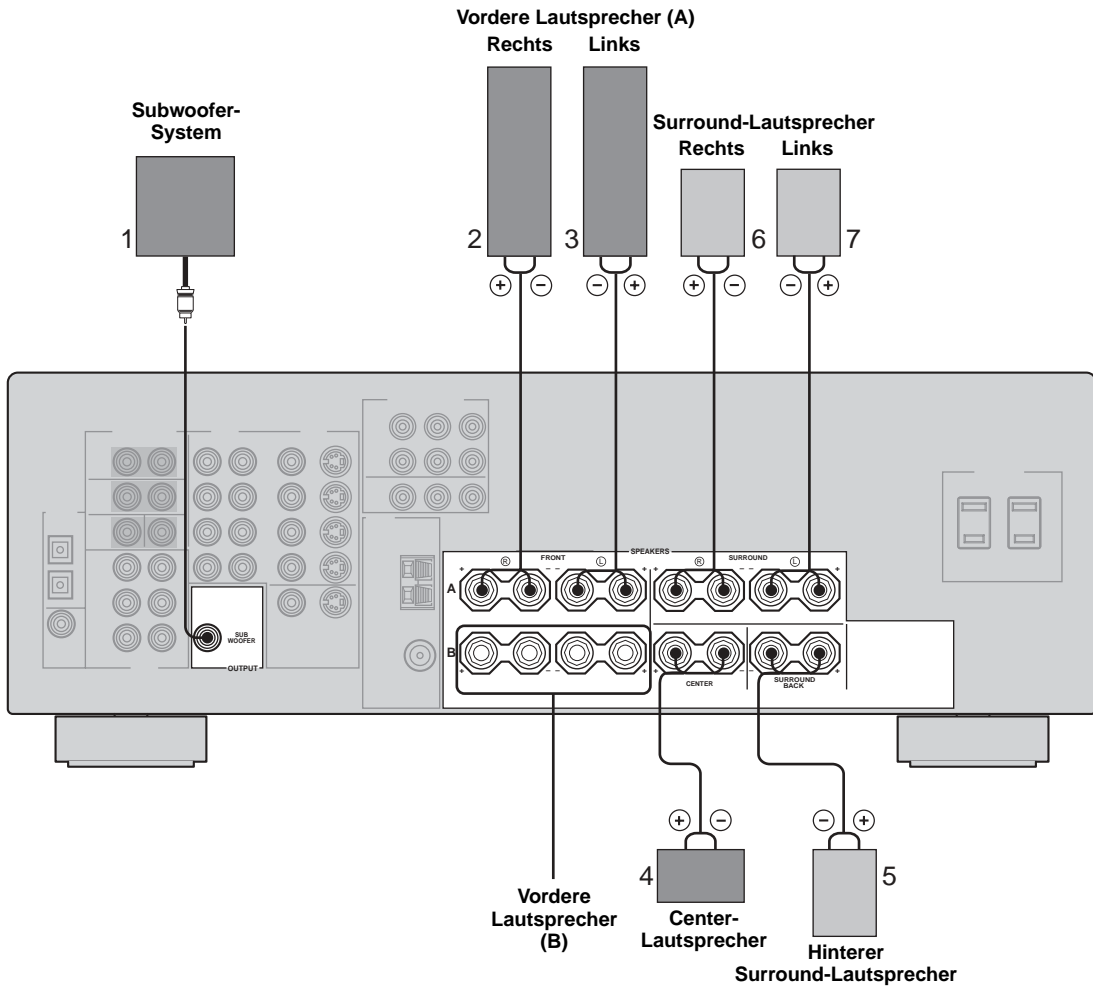 Vordere Lautsprecher (A)
Rechts Links
Subwoofer-
System
Surround-Lautsprecher
Rechts Links
1
2
3
6
7
+ − − + + − − +
SPEAKERS
R FRONT L
R SURROUND L
+ − − + + − − +
A
B
SUB
WOOFER
OUTPUT
+ − − + + − − +
CENTER
SURROUND
BACK
+ − − +
4
5
Vordere
Lautsprecher
(B)
Center-
Lautsprecher
Hinterer
Surround-Lautsprecher